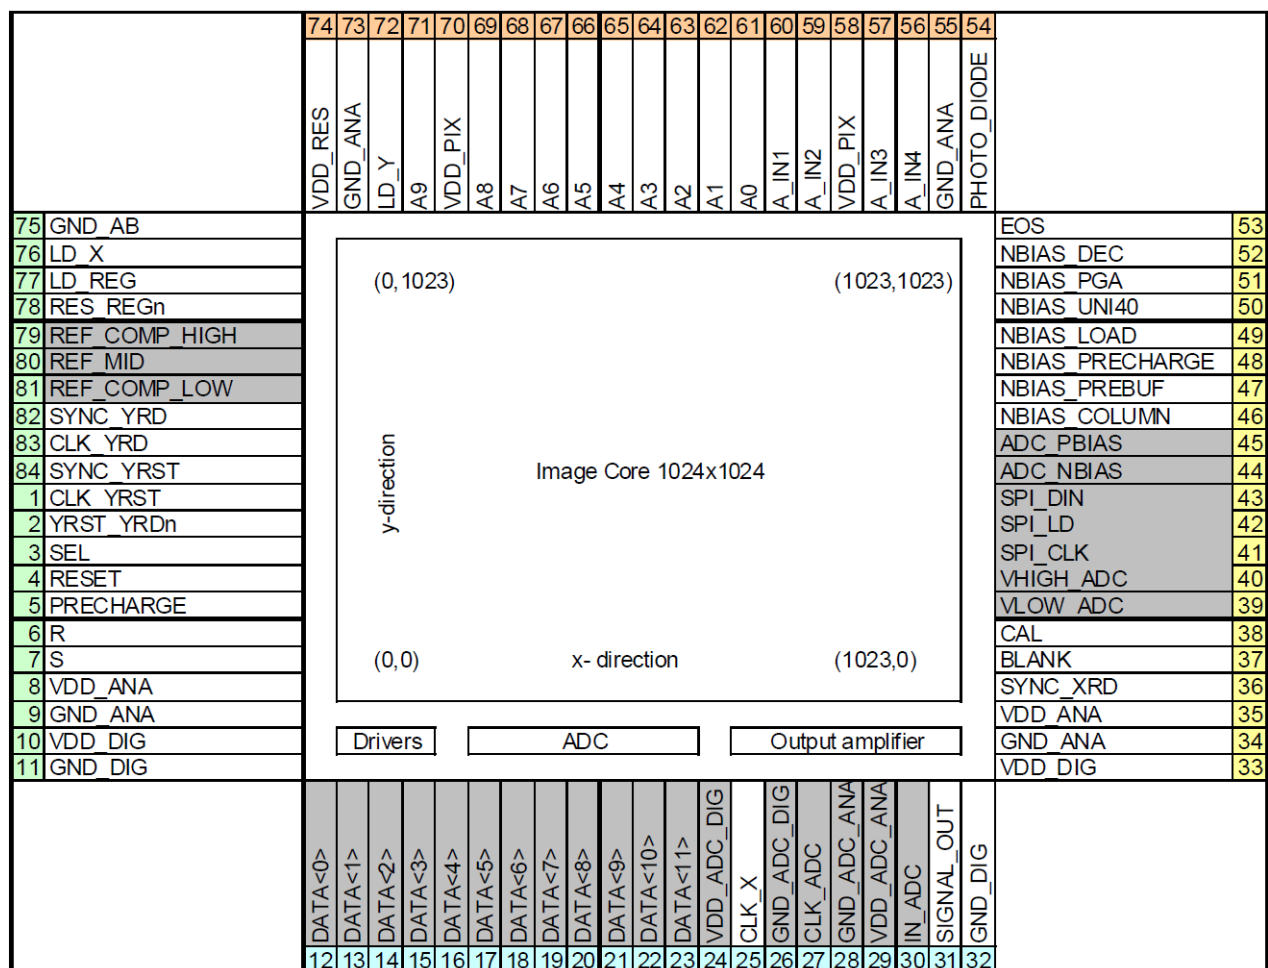 74 73 72 71 70 69 68 67 66 65 64 63 62 61 60 59 58 57 56 55 54
VDD_RES
GND_ANA
LD_Y
A9
VDD_PIX
A8
A7
A6
A5
A4
A3
A2
A1
A0
A_IN1
A_IN2
VDD_PIX
A_IN3
A_IN4
GND_ANA
PHOTO_DIODE
75 GND_AB
76 LD_X
77 LD_REG
78 RES_REGn
79 REF_COMP_HIGH
80 REF_MID
81 REF_COMP_LOW
82 SYNC_YRD
83 CLK_YRD
84 SYNC_YRST
1 CLK_YRST
2 YRST_YRDn
3 SEL
4 RESET
5 PRECHARGE
6 R
7 S
8 VDD_ANA
9 GND_ANA
10 VDD_DIG
11 GND_DIG
(0,1023) (1023,1023)
y-direction
Image Core 1024x1024
(0,0) x- direction (1023,0)
Drivers ADC Output amplifier
EOS 53
NBIAS_DEC 52
NBIAS_PGA 51
NBIAS_UNI40 50
NBIAS_LOAD 49
NBIAS_PRECHARGE 48
NBIAS_PREBUF 47
NBIAS_COLUMN 46
ADC_PBIAS 45
ADC_NBIAS 44
SPI_DIN 43
SPI_LD 42
SPI_CLK 41
VHIGH_ADC 40
VLOW_ADC 39
CAL 38
BLANK 37
SYNC_XRD 36
VDD_ANA 35
GND_ANA 34
VDD_DIG 33
DATA<0>
DATA<1>
DATA<2>
DATA<3>
DATA<4>
DATA<5>
DATA<6>
DATA<7>
DATA<8>
DATA<9>
DATA<10>
DATA<11>
VDD_ADC_DIG
CLK_X
GND_ADC_DIG
CLK_ADC
GND_ADC_ANA
VDD_ADC_ANA
IN_ADC
SIGNAL_OUT
GND_DIG
12 13 14 15 16 17 18 19 20 21 22 23 24 25 26 27 28 29 30 31 32